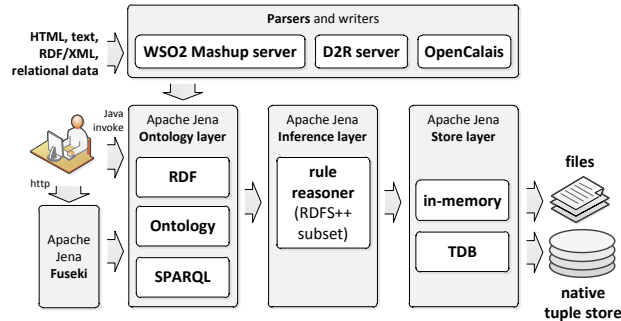 Parsers and writers
HTML, text,
RDF/XML,
relational data
WSO2 Mashup server
D2R server
OpenCalais
Java
invoke
http
Apache
Jena
Fuseki
Apache Jena
Ontology layer
RDF
Ontology
SPARQL
Apache Jena
Inference layer
rule
reasoner
(RDFS++
subset)
Apache Jena
Store layer
in-memory
TDB
files
native
tuple store